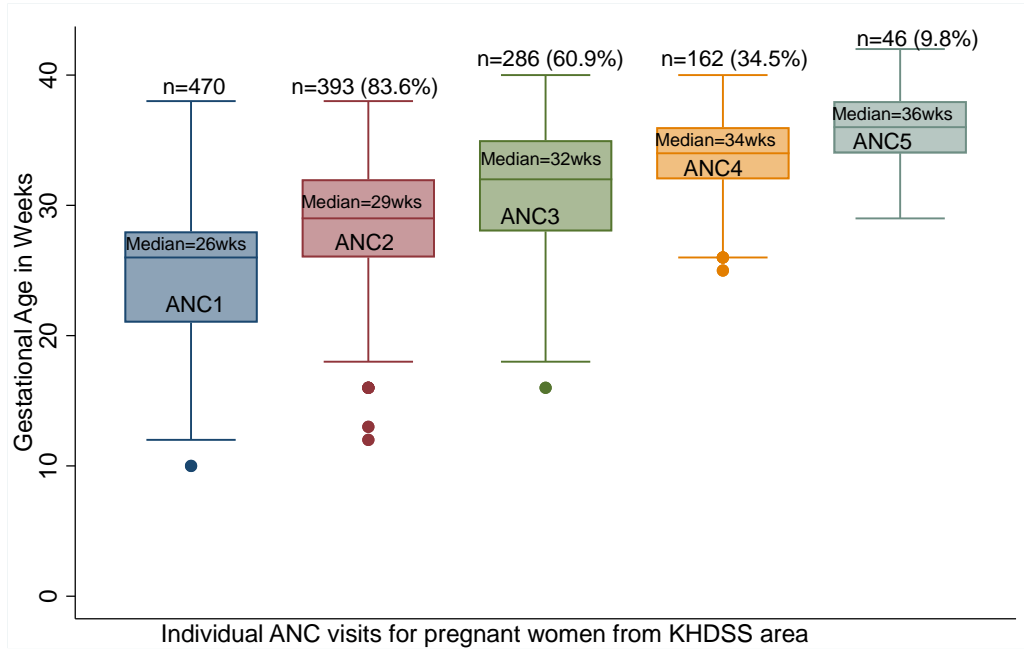 n=46 (9.8%)
n=286 (60.9%)
n=162 (34.5%)
n=470
n=393 (83.6%)
40
30
20
10
0
Gestational Age in Weeks
Median=26wks
ANC1
Median=29wks
ANC2
Median=32wks
ANC3
Median=34wks
ANC4
Median=36wks
ANC5
Individual ANC visits for pregnant women from KHDSS area